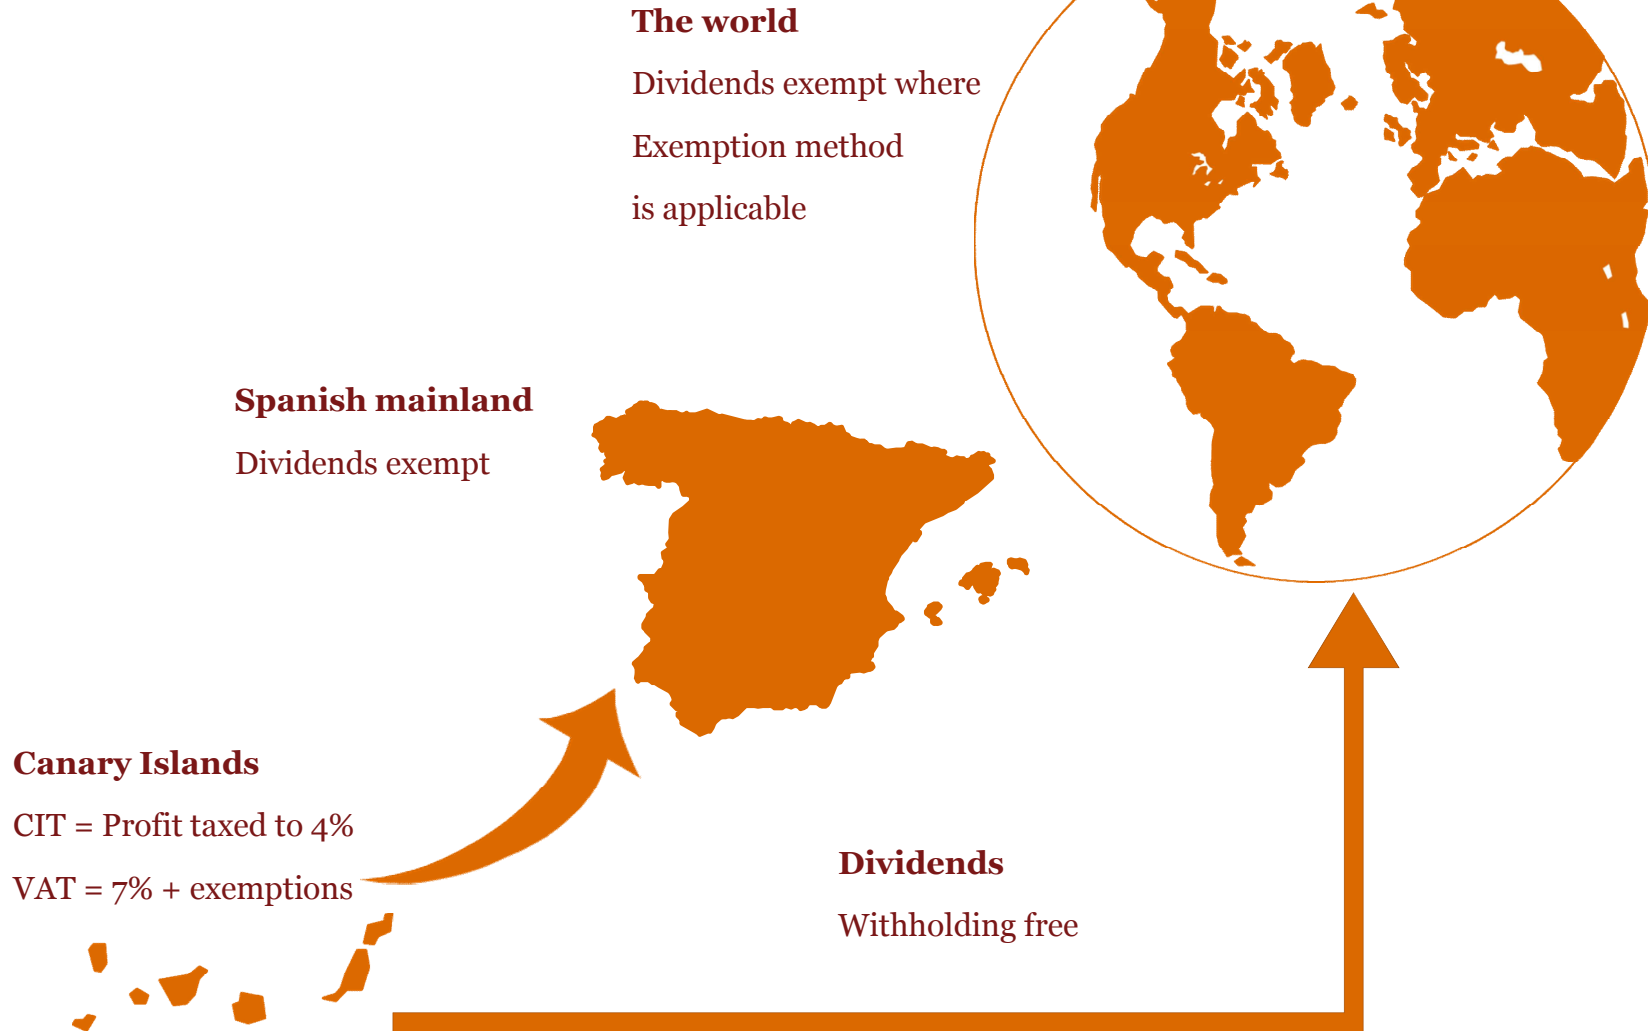 The world
Dividends exempt where
Exemption method
is applicable
Spanish mainland
Dividends exempt
Canary Islands
CIT = Profit taxed to 4%
VAT = 7% + exemptions
Dividends
Withholding free